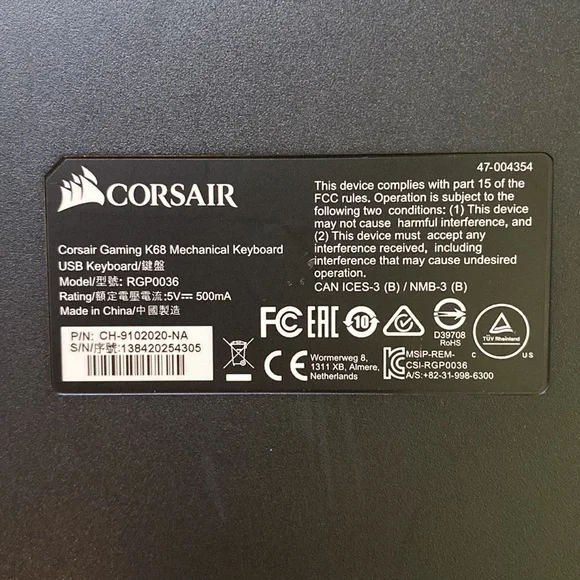 47-004354
CORSAIR
Corsair Gaming K68 Mechanical Keyboard
USB Keyboard/鍵盤
Model/型號: RGP0036
Rating/額定電壓電流:5V⎓ 500mA
Made in China/中國製造
P/N: CH-9102020-NA
S/N/序號:138420254305
This device complies with part 15 of the
FCC rules. Operation is subject to the
following two conditions: (1) This device
may not cause harmful interference, and
(2) This device must accept any
interference received, including
interference that may cause undesired
operation.
CAN ICES-3 (B) / NMB-3 (B)
FC EAC 10
D39708
RoHS
TÜV Rheinland
C US
CE
Wormerweg 8,
1311 XB, Almere,
Netherlands
MSIP-REM-
CSI-RGP0036
A/S:+82-31-998-6300